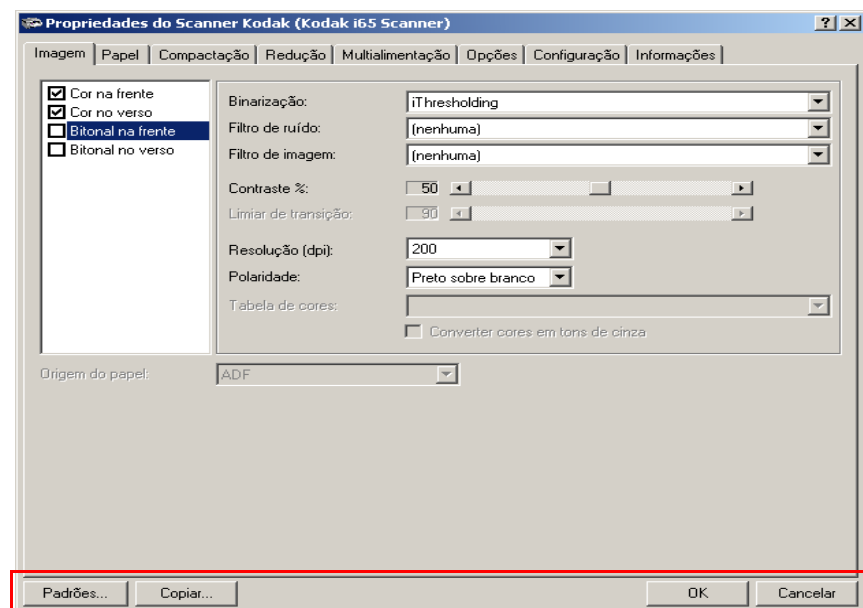 Propriedades do Scanner Kodak (Kodak i65 Scanner)
Imagem Papel Compactação Redução Multialimentação Opções Configuração Informações
Cor na frente
Cor no verso
Bitonal na frente
Bitonal no verso
Binarização: iThresholding
Filtro de ruído: (nenhuma)
Filtro de imagem: (nenhuma)
Contraste %: 50
Limiar de transição: 90
Resolução (dpi): 200
Polaridade: Preto sobre branco
Tabela de cores:
Converter cores em tons de cinza
Origem do papel: ADF
Padrões... Copiar... OK Cancelar